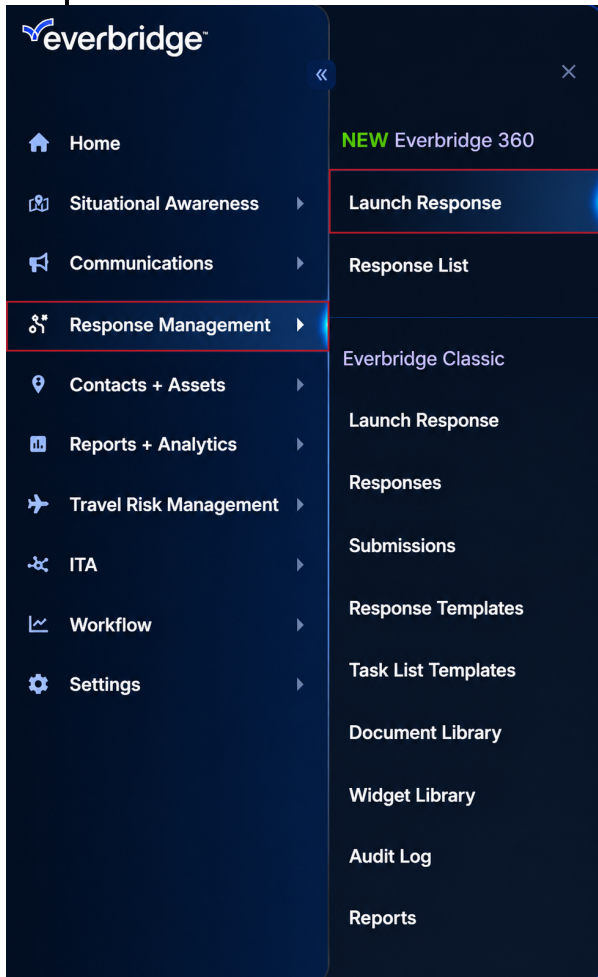 everbridge™
Home
Situational Awareness
Communications
Response Management
Contacts + Assets
Reports + Analytics
Travel Risk Management
ITA
Workflow
Settings
NEW Everbridge 360
Launch Response
Response List
Everbridge Classic
Launch Response
Responses
Submissions
Response Templates
Task List Templates
Document Library
Widget Library
Audit Log
Reports